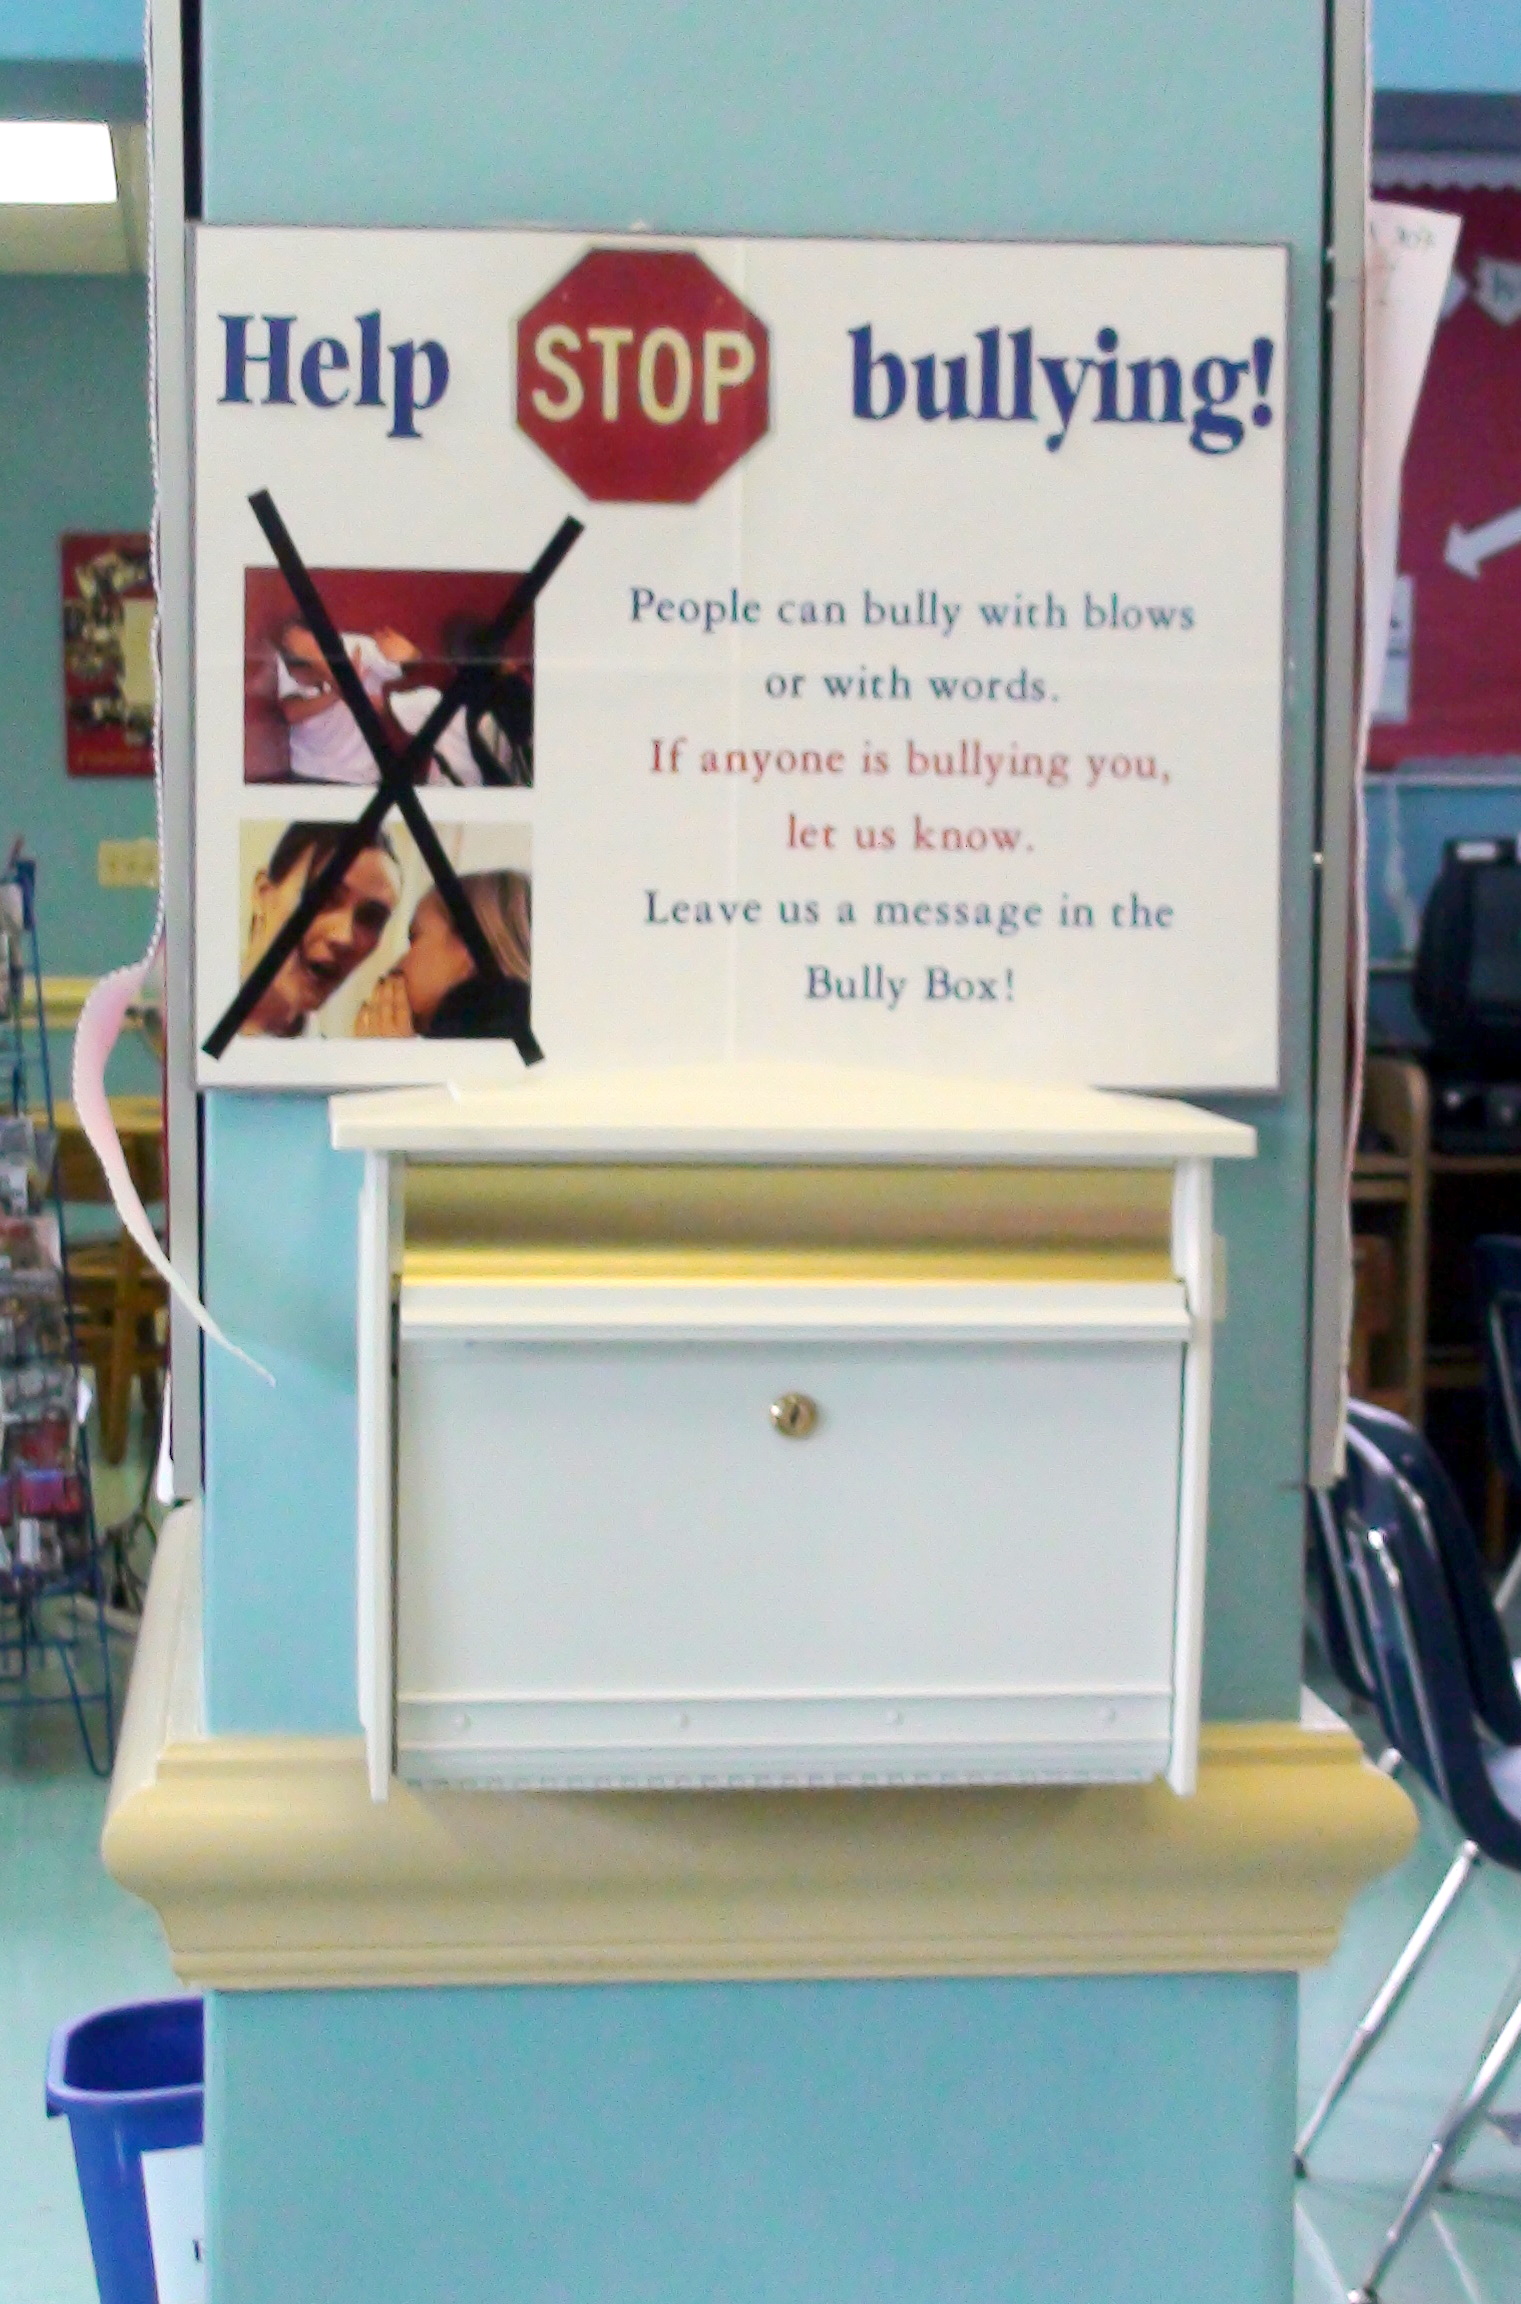 Help STOP bullying!
People can bully with blows
or with words.
If anyone is bullying you,
let us know.
Leave us a message in the
Bully Box!